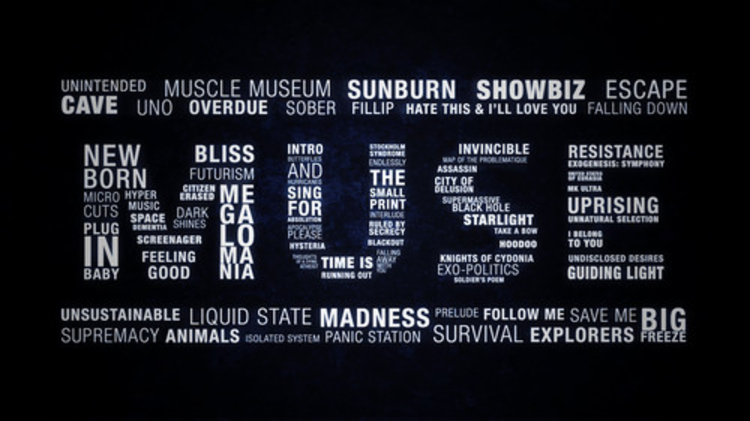 UNINTENDED MUSCLE MUSEUM SUNBURN SHOWBIZ ESCAPE
CAVE UNO OVERDUE SOBER FILLIP HATE THIS & I'LL LOVE YOU FALLING DOWN
NEW
BORN
MICRO
CUTS
HYPER
MUSIC
PLUG
IN
BABY
SPACE
DEMENTIA
SCREENAGER
FEELING
GOOD
BLISS
FUTURISM
CITIZEN
ERASED
DARK
SHINES
ME
GA
LO
MA
NIA
INTRO
BUTTERFLIES
AND
HURRICANES
SING
FOR
ABSOLUTION
APOCALYPSE
PLEASE
HYSTERIA
THOUGHTS
OF A DYING
ATHEIST
TIME IS
RUNNING OUT
STOCKHOLM
SYNDROME
ENDLESSLY
THE
SMALL
PRINT
INTERLUDE
RULED BY
SECRECY
BLACKOUT
FALLING
AWAY
WITH
YOU
INVINCIBLE
MAP OF THE PROBLEMATIQUE
ASSASSIN
CITY OF
DELUSION
SUPERMASSIVE
BLACK HOLE
STARLIGHT
TAKE A BOW
HOODOO
KNIGHTS OF CYDONIA
EXO-POLITICS
SOLDIER'S POEM
RESISTANCE
EXOGENESIS: SYMPHONY
UNITED STATES
OF EURASIA
MK ULTRA
UPRISING
UNNATURAL SELECTION
I BELONG
TO YOU
UNDISCLOSED DESIRES
GUIDING LIGHT
UNSUSTAINABLE LIQUID STATE MADNESS PRELUDE FOLLOW ME SAVE ME BIG
SUPREMACY ANIMALS ISOLATED SYSTEM PANIC STATION SURVIVAL EXPLORERS FREEZE